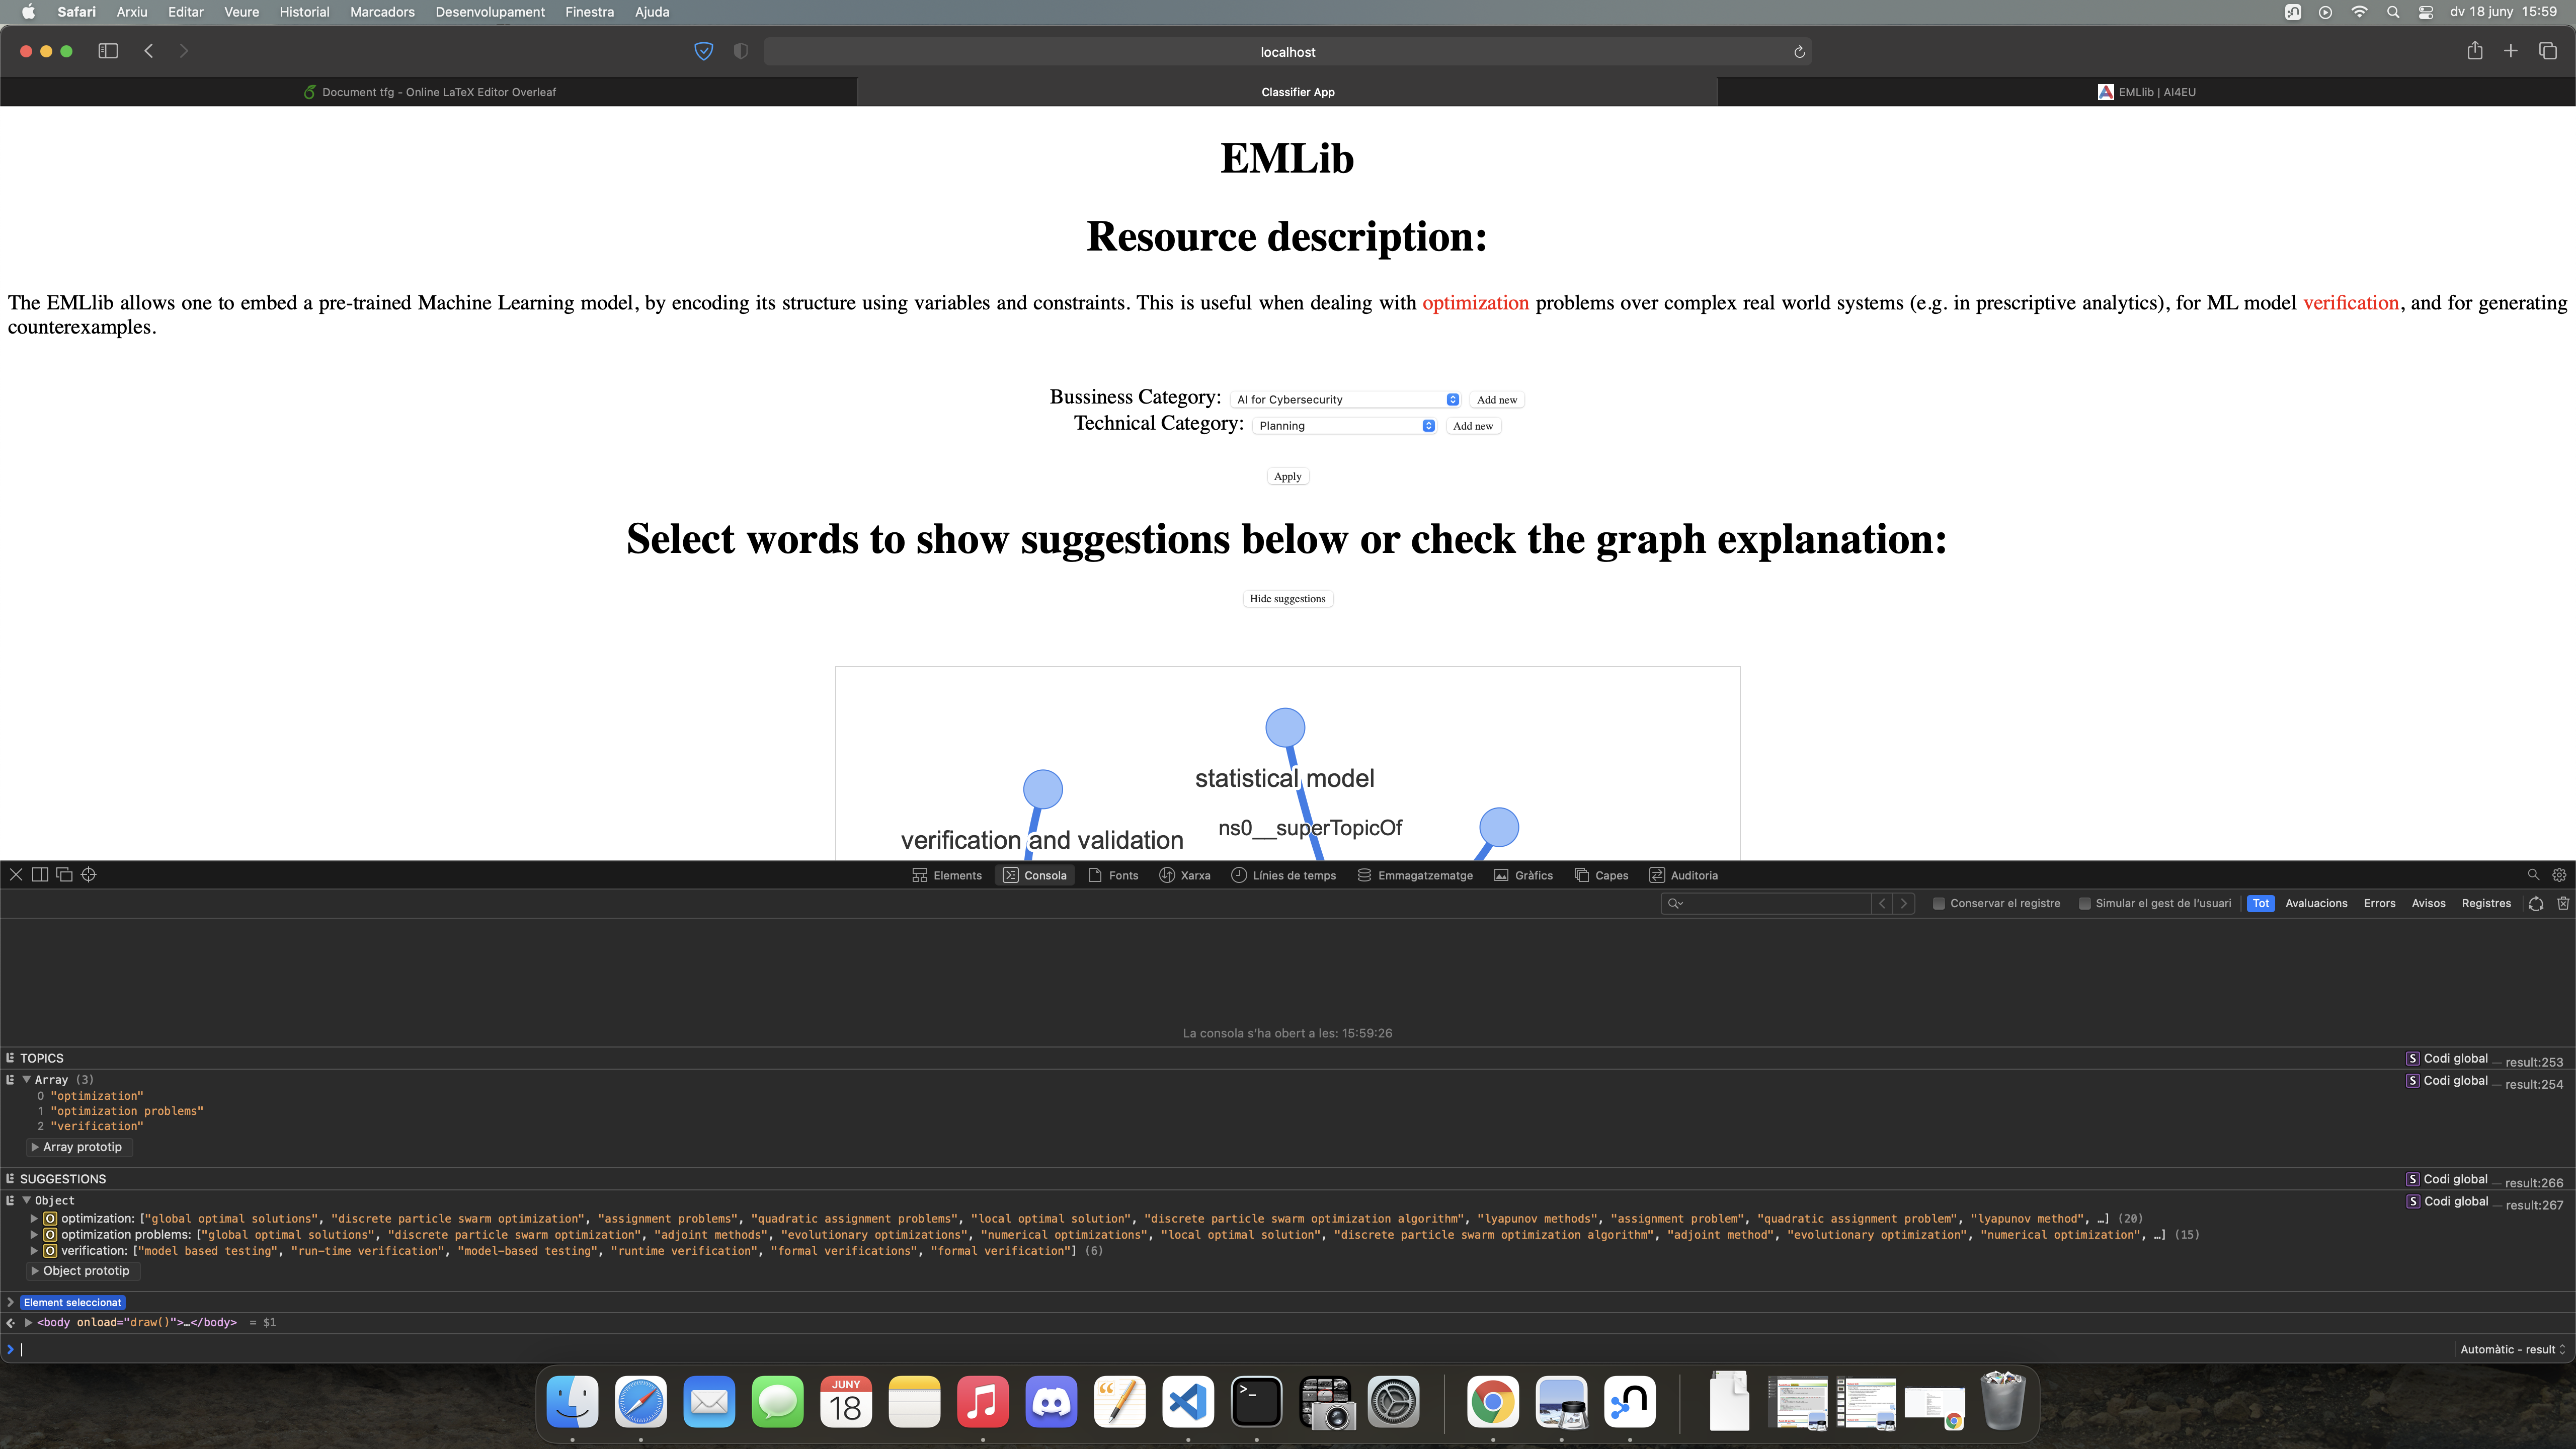 Safari Arxiu Editar Veure Historial Marcadors Desenvolupament Finestra Ajuda dv 18 juny 15:59
localhost
Document tfg - Online LaTeX Editor Overleaf Classifier App EMLlib | AI4EU
EMLib
Resource description:
The EMLlib allows one to embed a pre-trained Machine Learning model, by encoding its structure using variables and constraints. This is useful when dealing with optimization problems over complex real world systems (e.g. in prescriptive analytics), for ML model verification, and for generating
counterexamples.
Bussiness Category: AI for Cybersecurity Add new
Technical Category: Planning Add new
Apply
Select words to show suggestions below or check the graph explanation:
Hide suggestions
statistical model
ns0__superTopicOf
verification and validation
Elements Consola Fonts Xarxa Línies de temps Emmagatzematge Gràfics Capes Auditoria
Conservar el registre Simular el gest de l'usuari Tot Avaluacions Errors Avisos Registres
La consola s'ha obert a les: 15:59:26
TOPICS S Codi global — result:253
Array (3) S Codi global — result:254
0 "optimization"
1 "optimization problems"
2 "verification"
Array prototip
SUGGESTIONS S Codi global — result:266
Object S Codi global — result:267
O optimization: ["global optimal solutions", "discrete particle swarm optimization", "assignment problems", "quadratic assignment problems", "local optimal solution", "discrete particle swarm optimization algorithm", "lyapunov methods", "assignment problem", "quadratic assignment problem", "lyapunov method", …] (20)
O optimization problems: ["global optimal solutions", "discrete particle swarm optimization", "adjoint methods", "evolutionary optimizations", "numerical optimizations", "local optimal solution", "discrete particle swarm optimization algorithm", "adjoint method", "evolutionary optimization", "numerical optimization", …] (15)
O verification: ["model based testing", "run-time verification", "model-based testing", "runtime verification", "formal verifications", "formal verification"] (6)
Object prototip
Element seleccionat
<body onload="draw()">…</body> = $1
Automàtic - result
JUNY
18